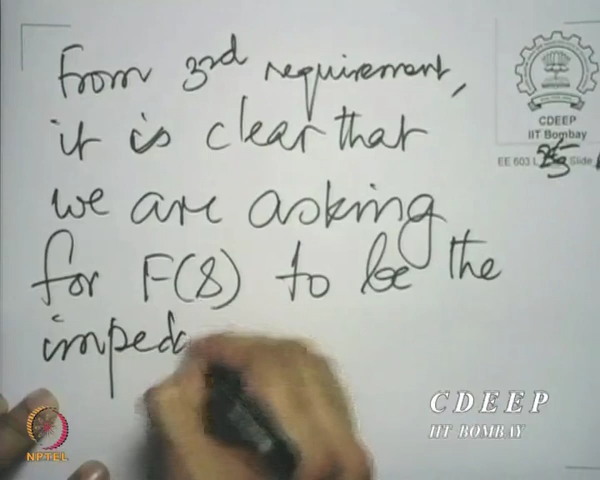 From 3rd requirement,
it is clear that
we are asking
for F(s) to be the
imped
CDEEP
IIT Bombay
EE 603 L Slide
CDEEP
IIT BOMBAY
NPTEL